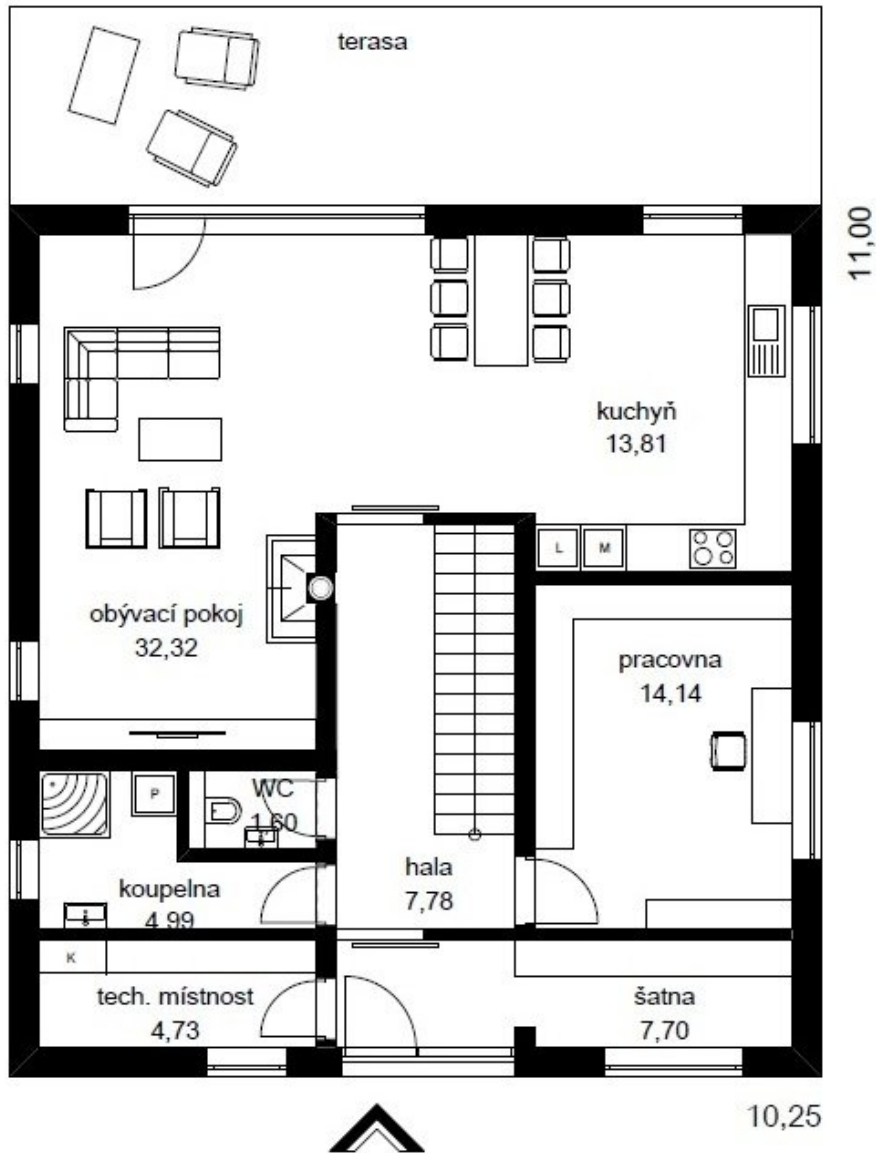 terasa
11,00
kuchyň
13,81
L
M
obývací pokoj
32,32
pracovna
14,14
P
WC
1,60
hala
7,78
koupelna
4,99
K
tech. místnost
4,73
šatna
7,70
10,25